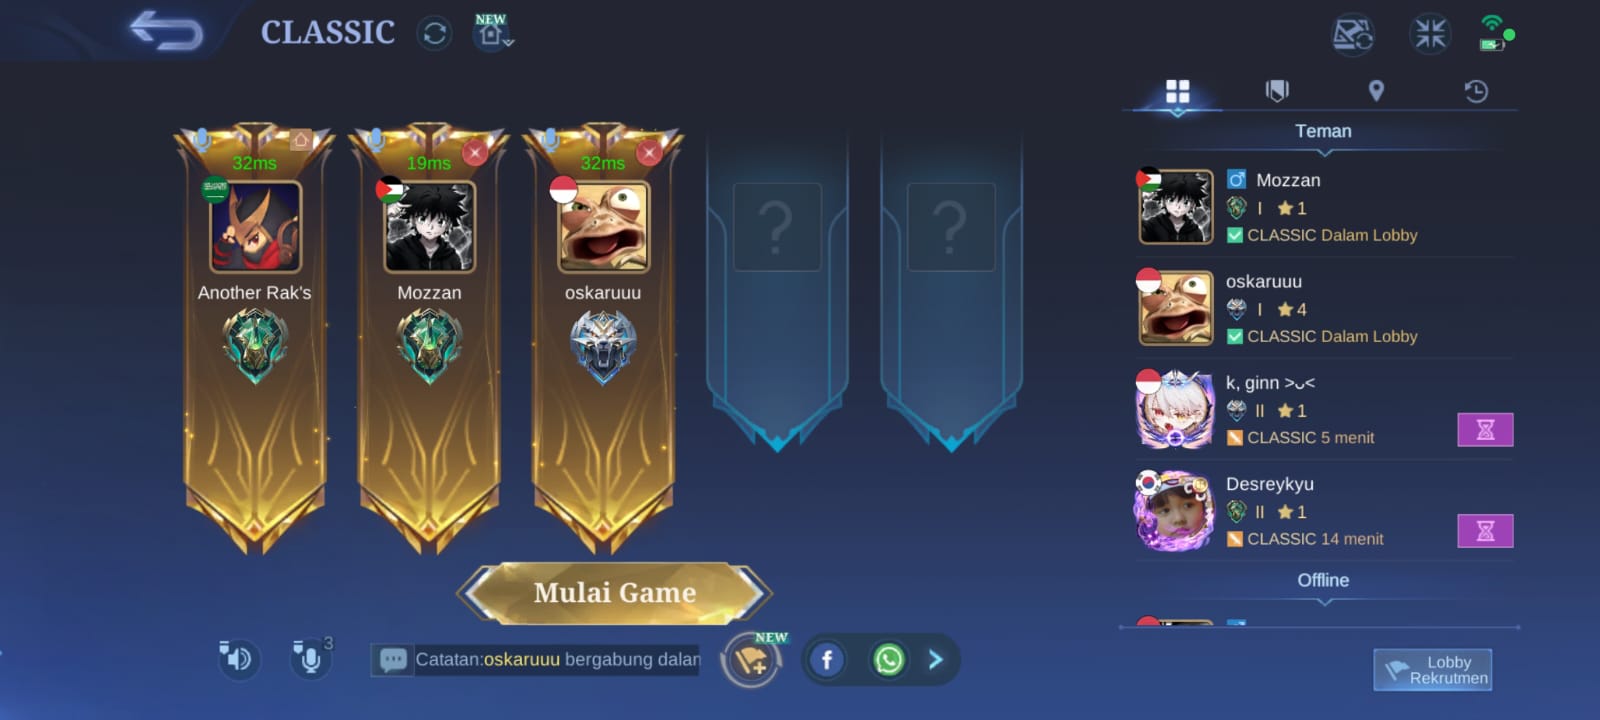 CLASSIC
NEW
32ms
19ms
32ms
Another Rak's
Mozzan
oskaruuu
?
?
Mulai Game
3
Catatan:oskaruuu bergabung dalan
NEW
Teman
Mozzan
I ★1
CLASSIC Dalam Lobby
oskaruuu
I ★4
CLASSIC Dalam Lobby
k, ginn >ᴗ<
II ★1
CLASSIC 5 menit
Desreykyu
II ★1
CLASSIC 14 menit
Offline
Lobby
Rekrutmen